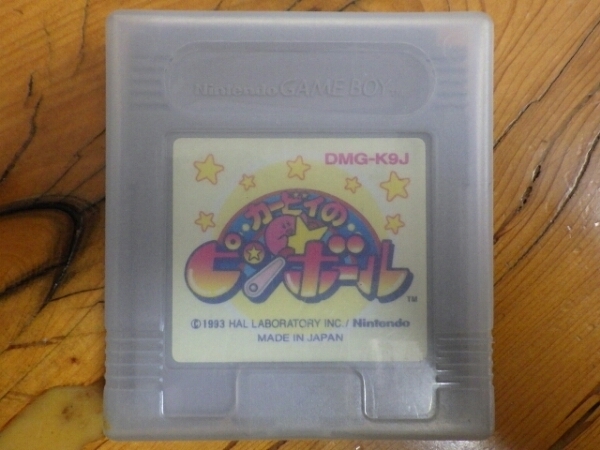 Nintendo GAME BOY
DMG-K9J
カービィの
ピンボール
TM
©1993 HAL LABORATORY INC./ Nintendo
MADE IN JAPAN